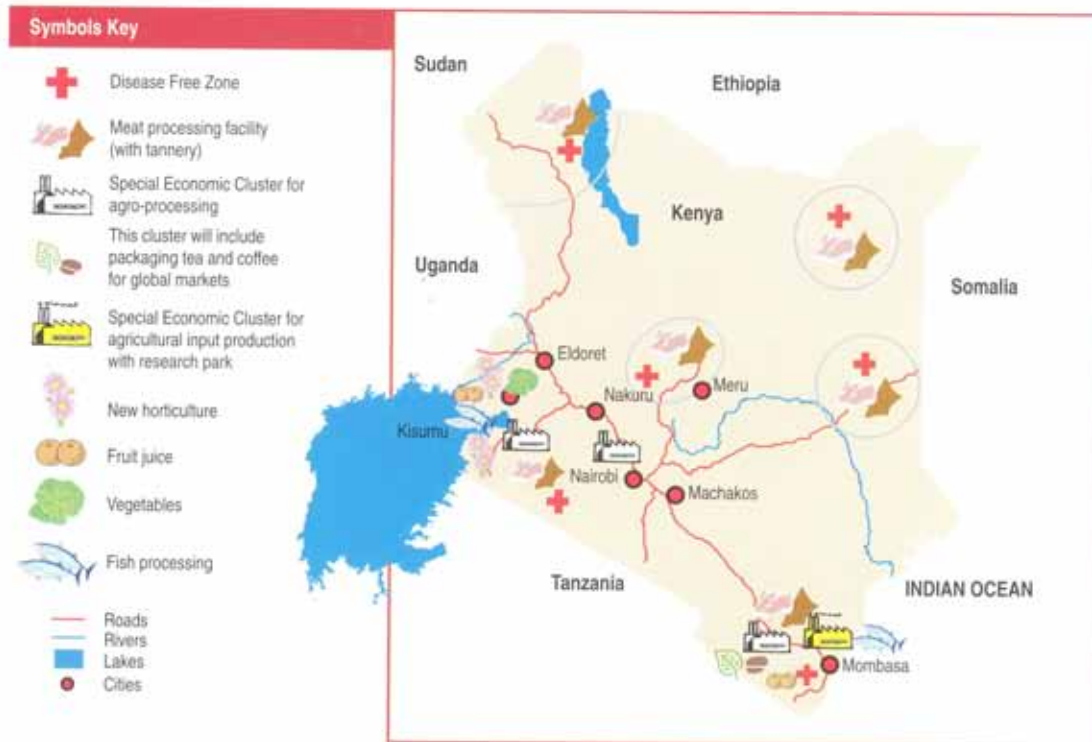 Symbols Key
Disease Free Zone
Meat processing facility
(with tannery)
Special Economic Cluster for
agro-processing
This cluster will include
packaging tea and coffee
for global markets
Special Economic Cluster for
agricultural input production
with research park
New horticulture
Fruit juice
Vegetables
Fish processing
Roads
Rivers
Lakes
Cities
Sudan
Ethiopia
Kenya
Uganda
Somalia
Eldoret
Meru
Nakuru
Kisumu
Nairobi
Machakos
Tanzania
INDIAN OCEAN
Mombasa